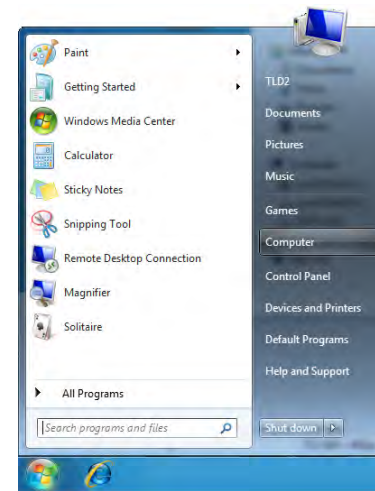 Paint
Getting Started
Windows Media Center
Calculator
Sticky Notes
Snipping Tool
Remote Desktop Connection
Magnifier
Solitaire
All Programs
Search programs and files
TLD2
Documents
Pictures
Music
Games
Computer
Control Panel
Devices and Printers
Default Programs
Help and Support
Shut down